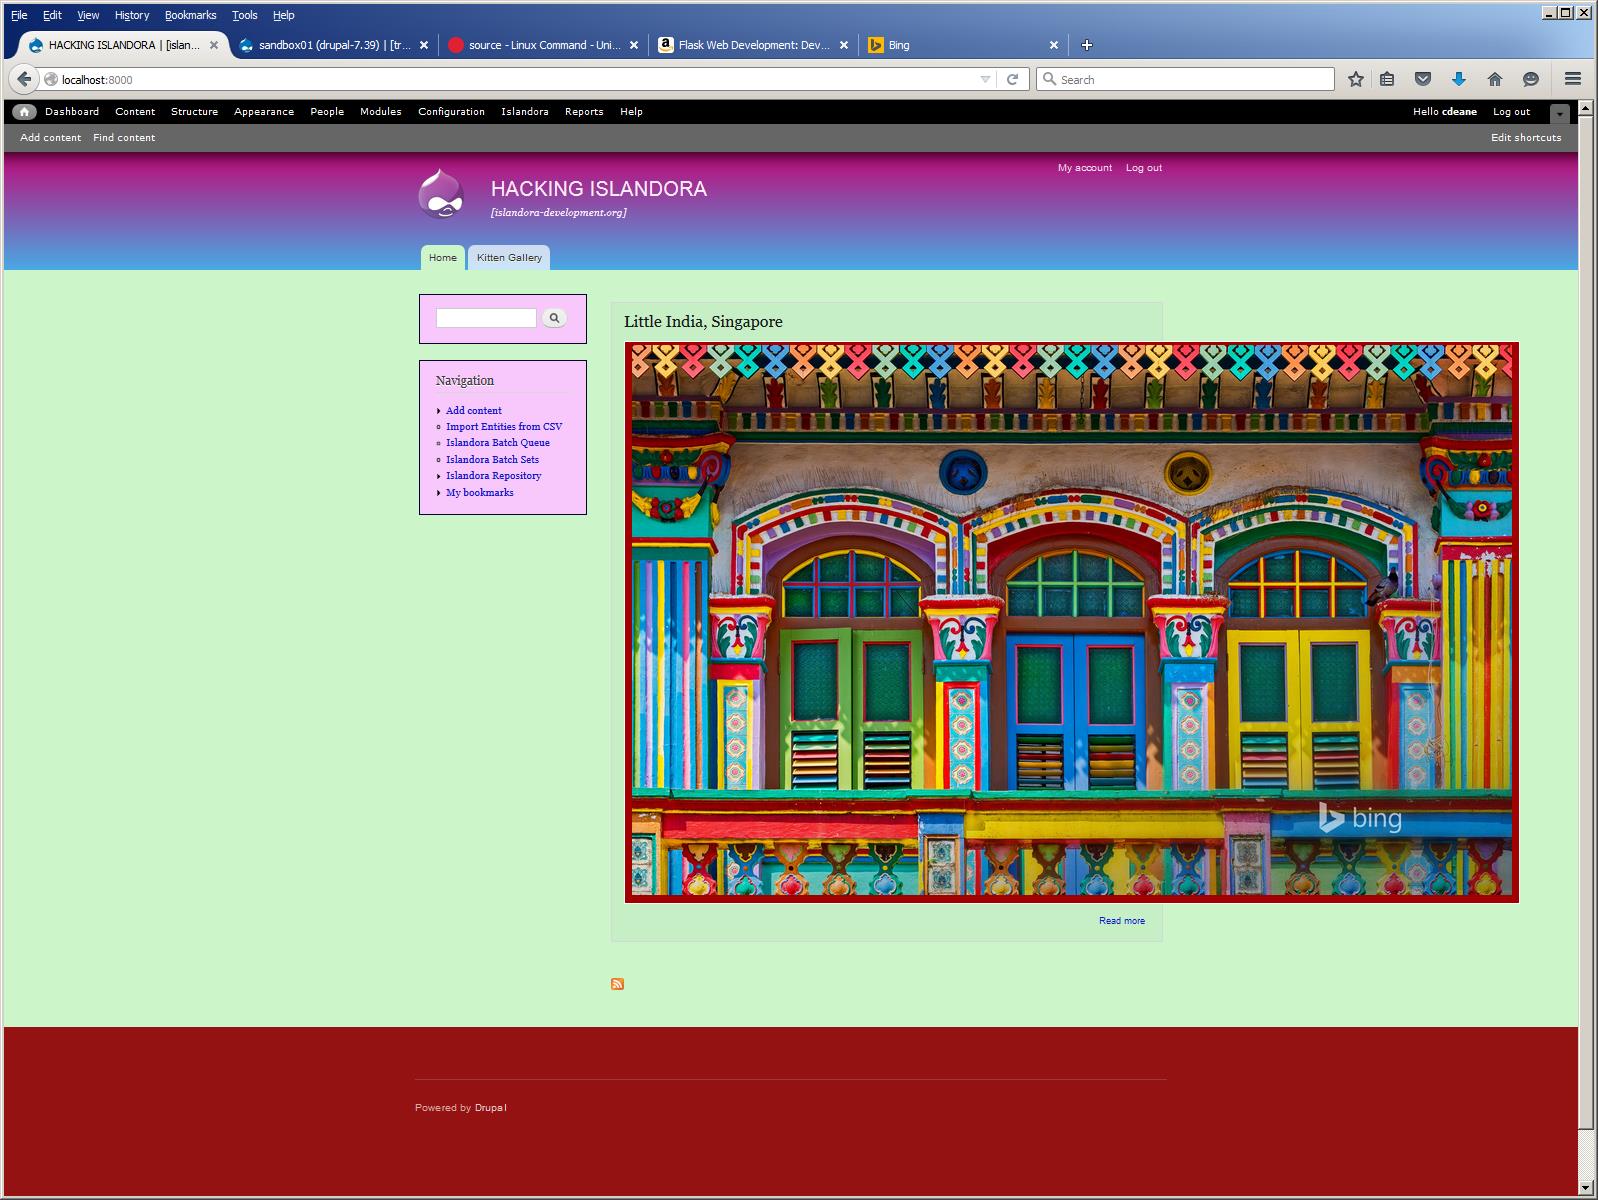 File Edit View History Bookmarks Tools Help
HACKING ISLANDORA | [islan...
sandbox01 (drupal-7.39) | [tr...
source - Linux Command - Uni...
Flask Web Development: Dev...
Bing
localhost:8000
Search
Dashboard Content Structure Appearance People Modules Configuration Islandora Reports Help
Hello cdeane Log out
Add content Find content
Edit shortcuts
My account Log out
HACKING ISLANDORA
[islandora-development.org]
Home Kitten Gallery
Navigation
Add content
Import Entities from CSV
Islandora Batch Queue
Islandora Batch Sets
Islandora Repository
My bookmarks
Little India, Singapore
bing
Read more
Powered by Drupal